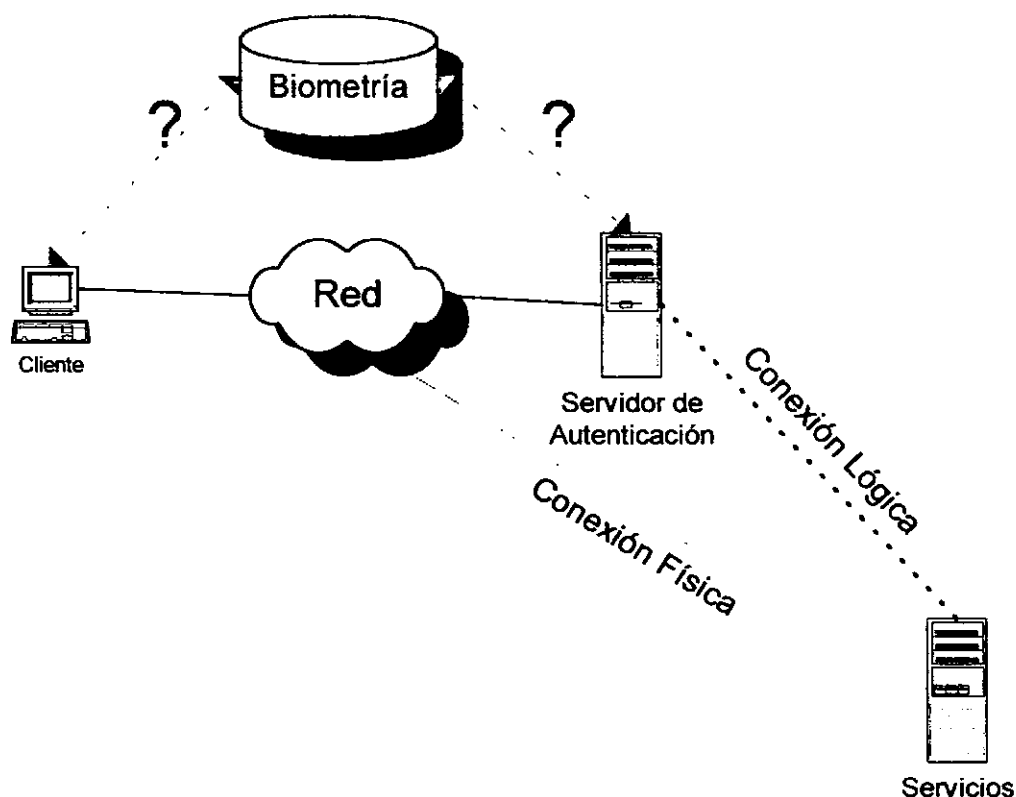 Biometría
?
?
Red
Cliente
Servidor de
Autenticación
Conexión Lógica
Conexión Física
Servicios